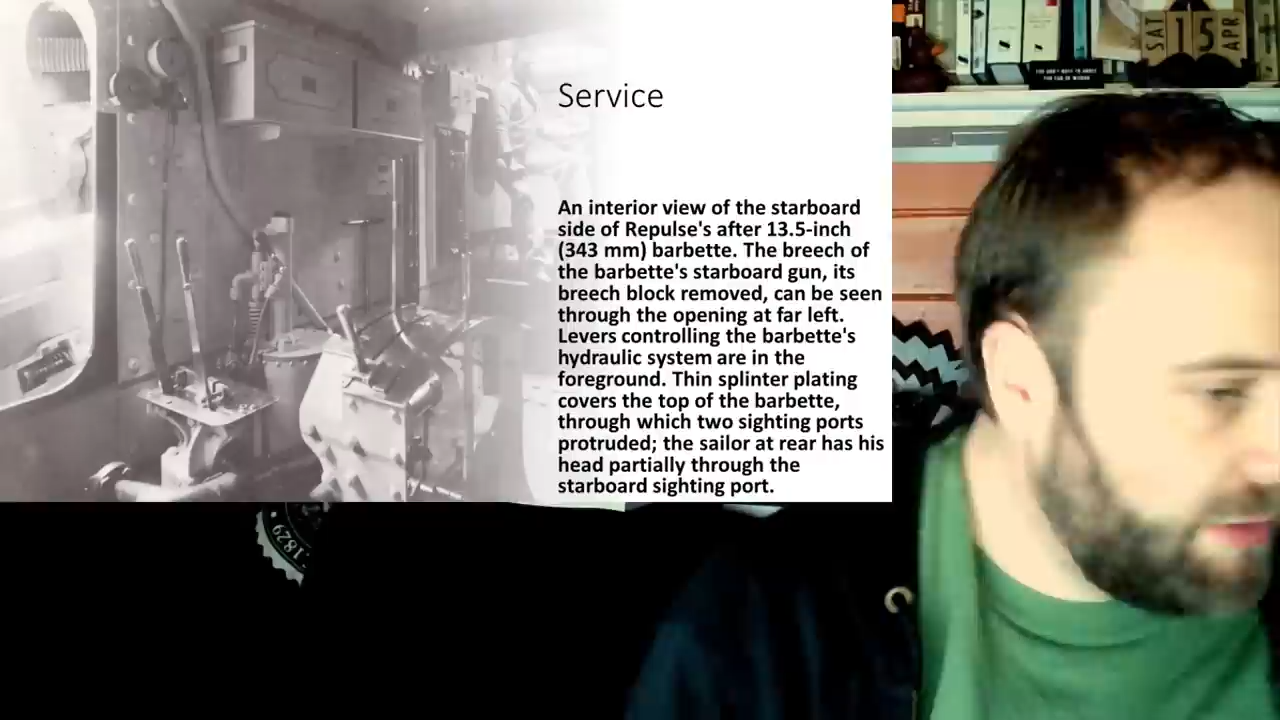 Service
An interior view of the starboard
side of Repulse's after 13.5-inch
(343 mm) barbette. The breech of
the barbette's starboard gun, its
breech block removed, can be seen
through the opening at far left.
Levers controlling the barbette's
hydraulic system are in the
foreground. Thin splinter plating
covers the top of the barbette,
through which two sighting ports
protruded; the sailor at rear has his
head partially through the
starboard sighting port.
SAT 15 APR
1829